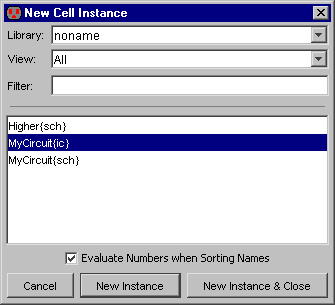 New Cell Instance
Library: noname
View: All
Filter:
Higher{sch}
MyCircuit{ic}
MyCircuit{sch}
Evaluate Numbers when Sorting Names
Cancel New Instance New Instance & Close